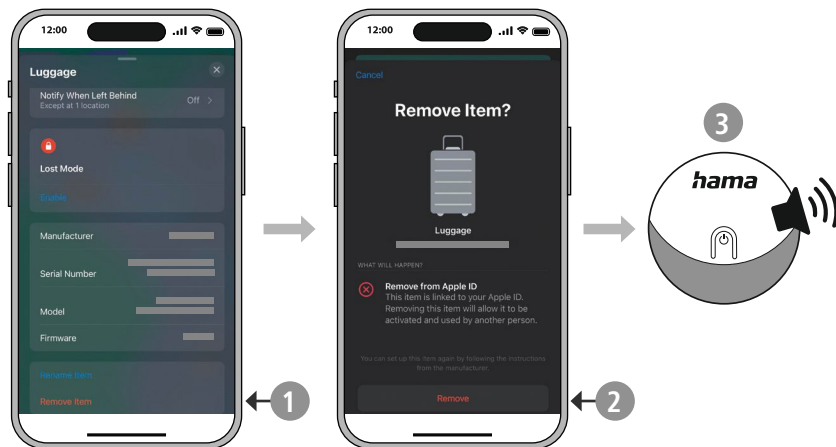 12:00
Luggage
Notify When Left Behind
Except at 1 location
Off
Lost Mode
Enable
Manufacturer
Serial Number
Model
Firmware
Rename Item
Remove Item
1
12:00
Cancel
Remove Item?
Luggage
WHAT WILL HAPPEN?
Remove from Apple ID
This item is linked to your Apple ID.
Removing this item will allow it to be
activated and used by another person.
You can set up this item again by following the instructions
from the manufacturer.
Remove
2
3
hama